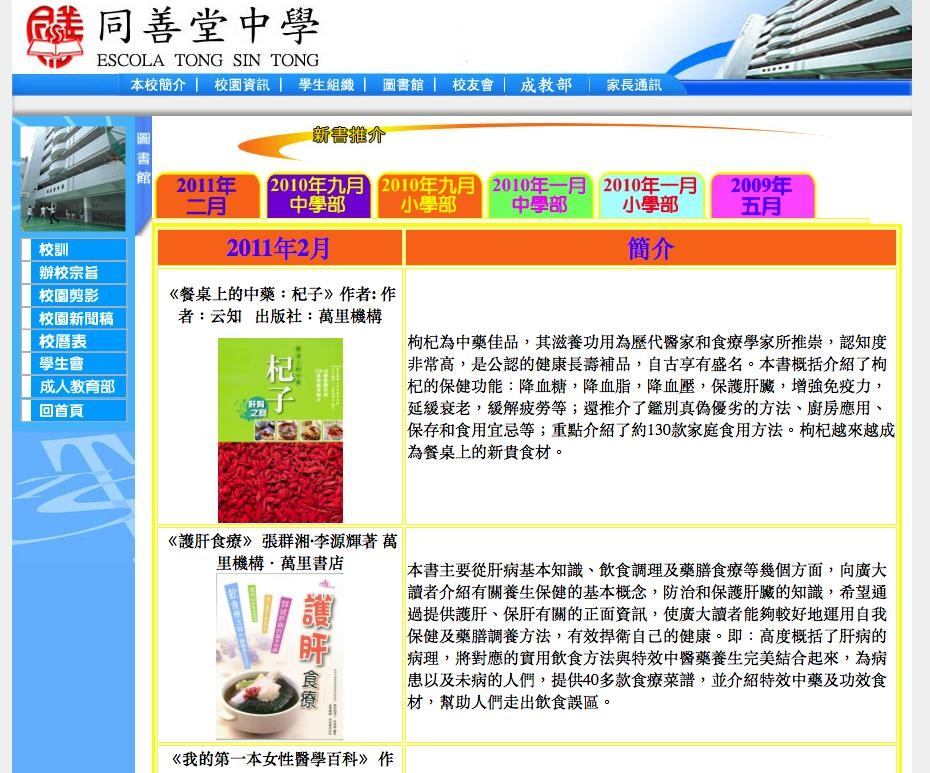 同善堂中學
ESCOLA TONG SIN TONG
本校簡介 | 校園資訊 | 學生組織 | 圖書館 | 校友會 | 成教部 | 家長通訊
圖書館
新書推介
校訓
辦校宗旨
校園剪影
校園新聞稿
校曆表
學生會
成人教育部
回首頁
2011年
二月
2010年九月
中學部
2010年九月
小學部
2010年一月
中學部
2010年一月
小學部
2009年
五月
2011年2月
簡介
《餐桌上的中藥：杞子》作者: 作
者：云知 出版社：萬里機構
餐桌上的中藥
杞子
肝腎
之寶
枸杞為中藥佳品，其滋養功用為歷代醫家和食療學家所推崇，認知度
非常高，是公認的健康長壽補品，自古享有盛名。本書概括介紹了枸
杞的保健功能：降血糖，降血脂，降血壓，保護肝臟，增強免疫力，
延緩衰老，緩解疲勞等；還推介了鑑別真偽優劣的方法、廚房應用、
保存和食用宜忌等；重點介紹了約130款家庭食用方法。枸杞越來越成
為餐桌上的新貴食材。
《護肝食療》 張群湘·李源輝著 萬
里機構．萬里書店
護肝
食療
本書主要從肝病基本知識、飲食調理及藥膳食療等幾個方面，向廣大
讀者介紹有關養生保健的基本概念，防治和保護肝臟的知識，希望通
過提供護肝、保肝有關的正面資訊，使廣大讀者能夠較好地運用自我
保健及藥膳調養方法，有效捍衛自己的健康。即：高度概括了肝病的
病理，將對應的實用飲食方法與特效中醫藥養生完美結合起來，為病
患以及未病的人們，提供40多款食療菜譜，並介紹特效中藥及功效食
材，幫助人們走出飲食誤區。
《我的第一本女性醫學百科》 作